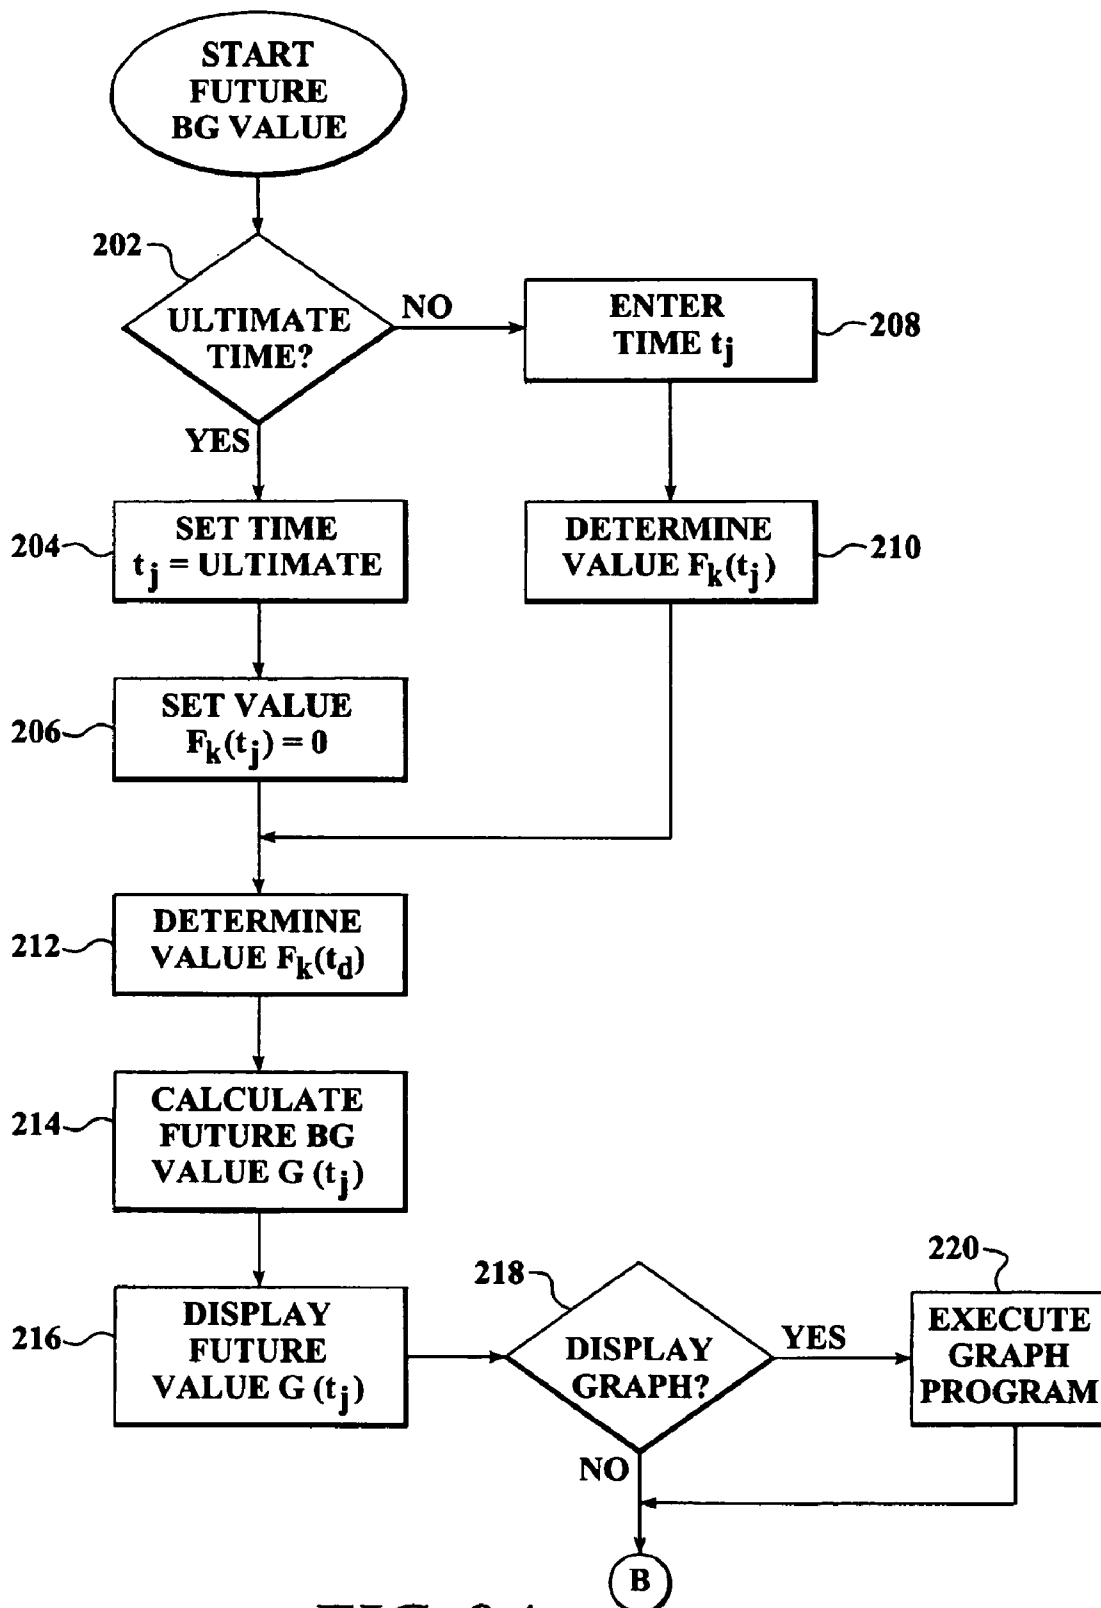 START
FUTURE
BG VALUE
202
ULTIMATE
TIME?
NO
YES
ENTER
TIME tj
208
204
SET TIME
tj = ULTIMATE
DETERMINE
VALUE Fk(tj)
210
206
SET VALUE
Fk(tj) = 0
212
DETERMINE
VALUE Fk(td)
214
CALCULATE
FUTURE BG
VALUE G (tj)
216
DISPLAY
FUTURE
VALUE G (tj)
218
DISPLAY
GRAPH?
YES
NO
220
EXECUTE
GRAPH
PROGRAM
B